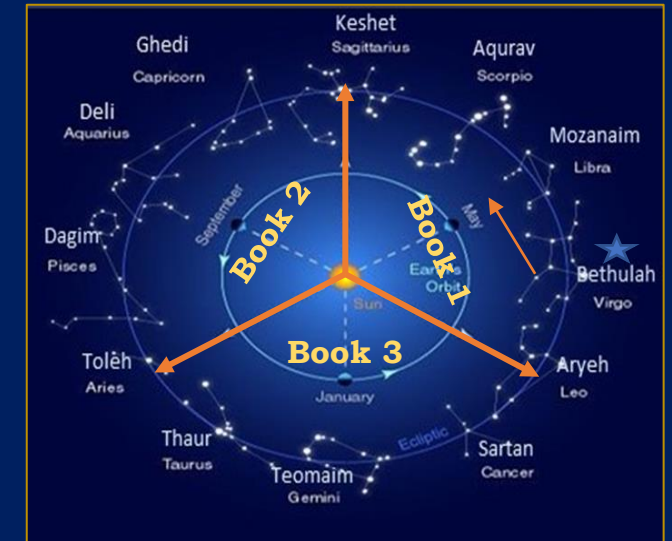 Keshet
Sagittarius
Ghedi
Capricorn
Aqurav
Scorpio
Deli
Aquarius
Mozanaim
Libra
September
Book 2
Book 1
May
Dagim
Pisces
Earth's
Orbit
Sun
Bethulah
Virgo
Book 3
January
Toleh
Aries
Aryeh
Leo
Thaur
Taurus
Teomaim
Gemini
Ecliptic
Sartan
Cancer